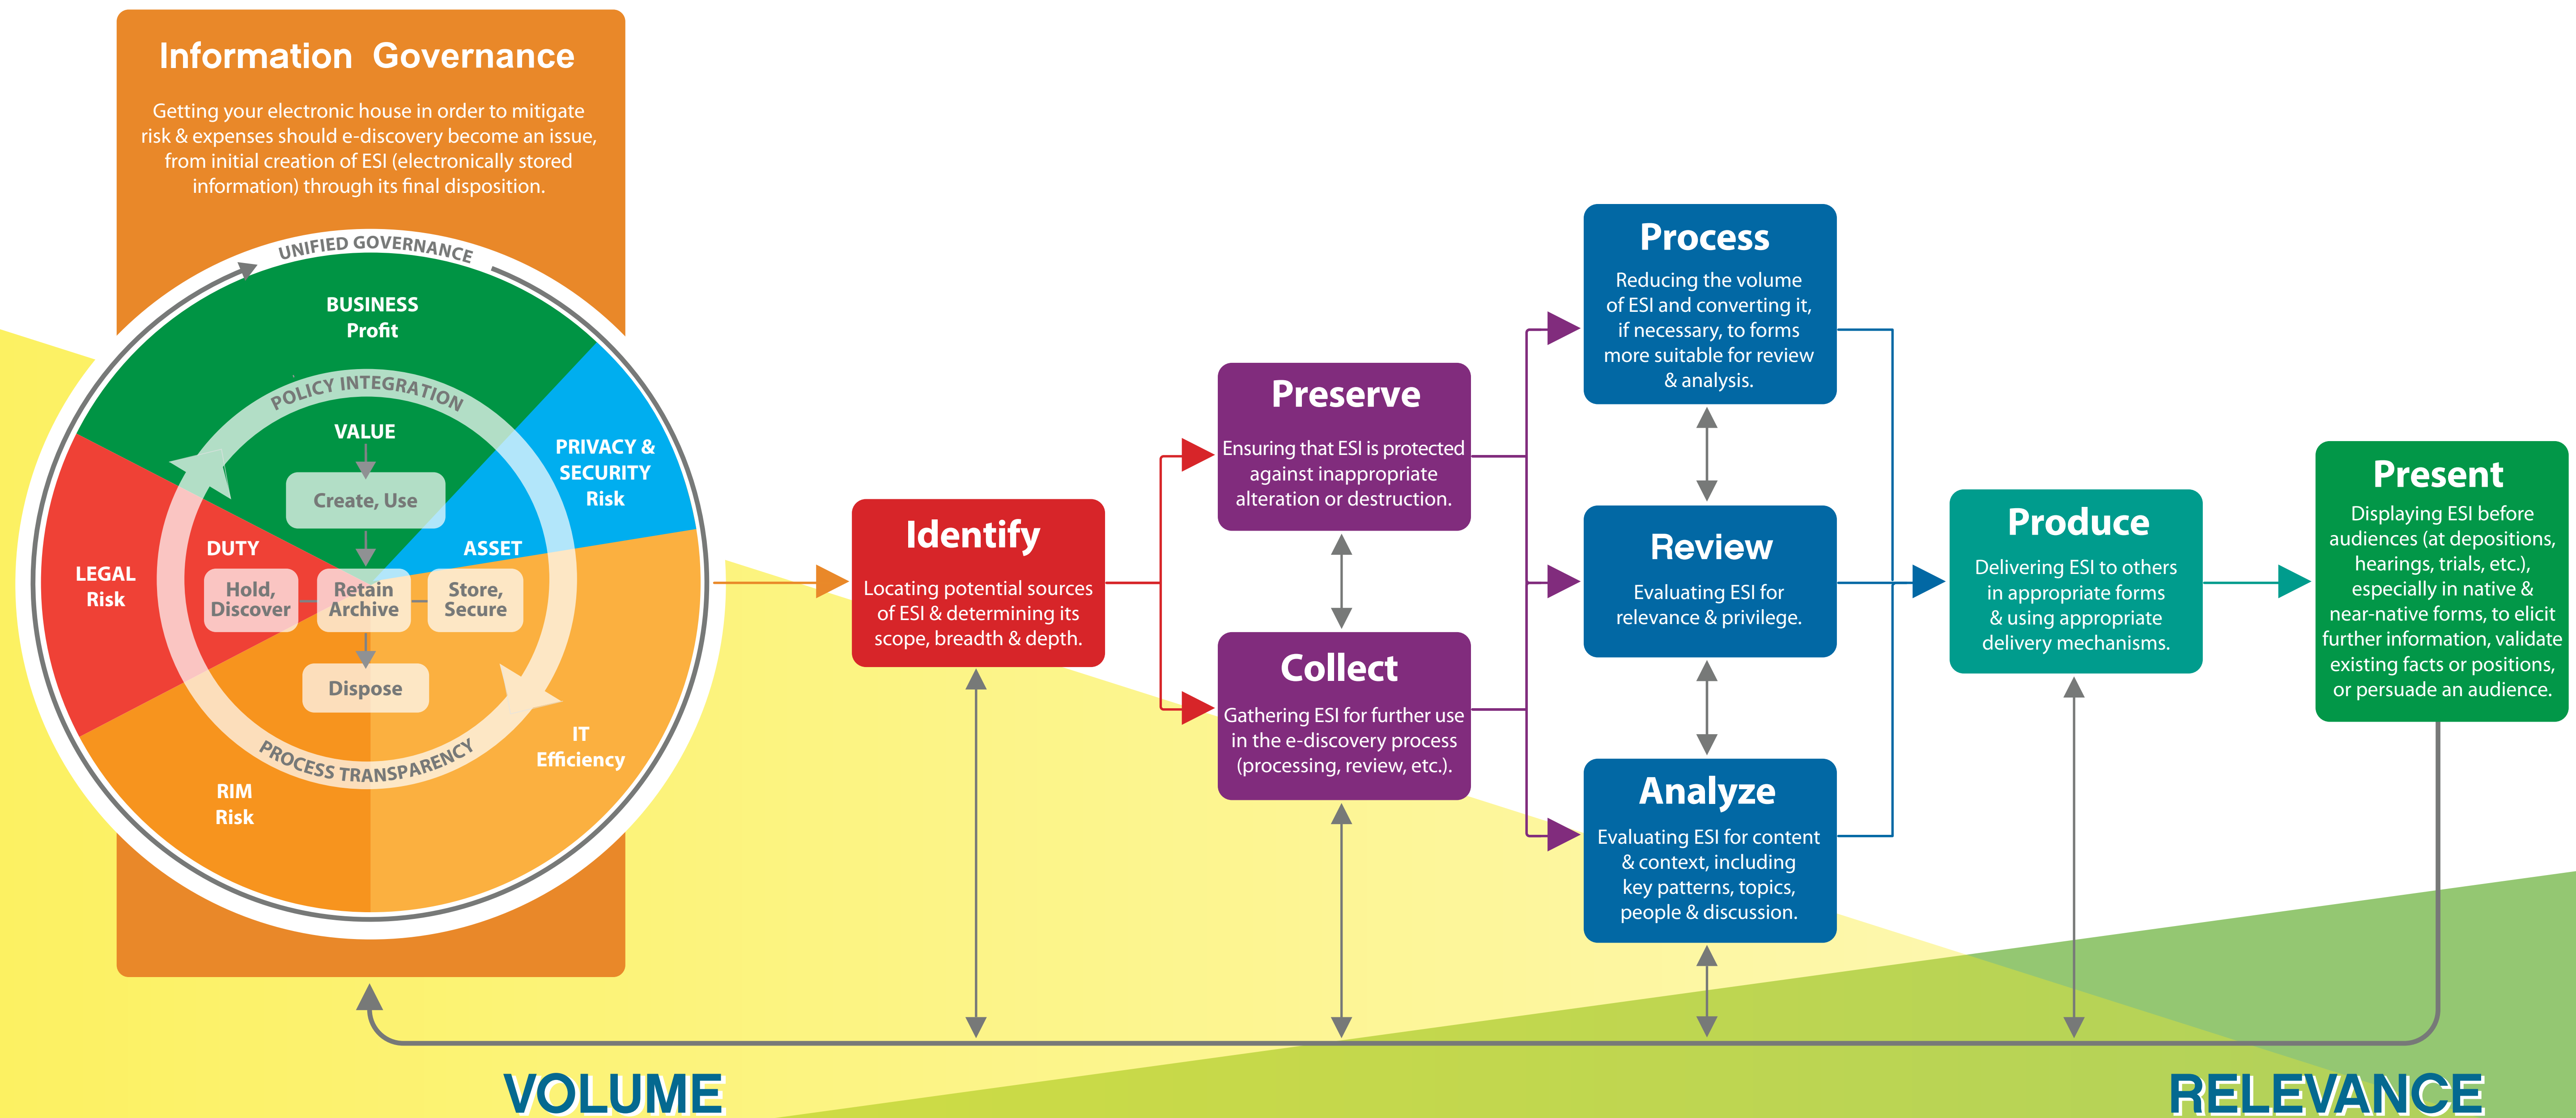 Information Governance
Getting your electronic house in order to mitigate
risk & expenses should e-discovery become an issue,
from initial creation of ESI (electronically stored
information) through its final disposition.
UNIFIED GOVERNANCE
BUSINESS
Profit
PRIVACY &
SECURITY
Risk
IT
Efficiency
RIM
Risk
LEGAL
Risk
POLICY INTEGRATION
PROCESS TRANSPARENCY
VALUE
Create, Use
DUTY
ASSET
Hold,
Discover
Retain
Archive
Store,
Secure
Dispose
Identify
Locating potential sources
of ESI & determining its
scope, breadth & depth.
Preserve
Ensuring that ESI is protected
against inappropriate
alteration or destruction.
Collect
Gathering ESI for further use
in the e-discovery process
(processing, review, etc.).
Process
Reducing the volume
of ESI and converting it,
if necessary, to forms
more suitable for review
& analysis.
Review
Evaluating ESI for
relevance & privilege.
Analyze
Evaluating ESI for content
& context, including
key patterns, topics,
people & discussion.
Produce
Delivering ESI to others
in appropriate forms
& using appropriate
delivery mechanisms.
Present
Displaying ESI before
audiences (at depositions,
hearings, trials, etc.),
especially in native &
near-native forms, to elicit
further information, validate
existing facts or positions,
or persuade an audience.
VOLUME
RELEVANCE